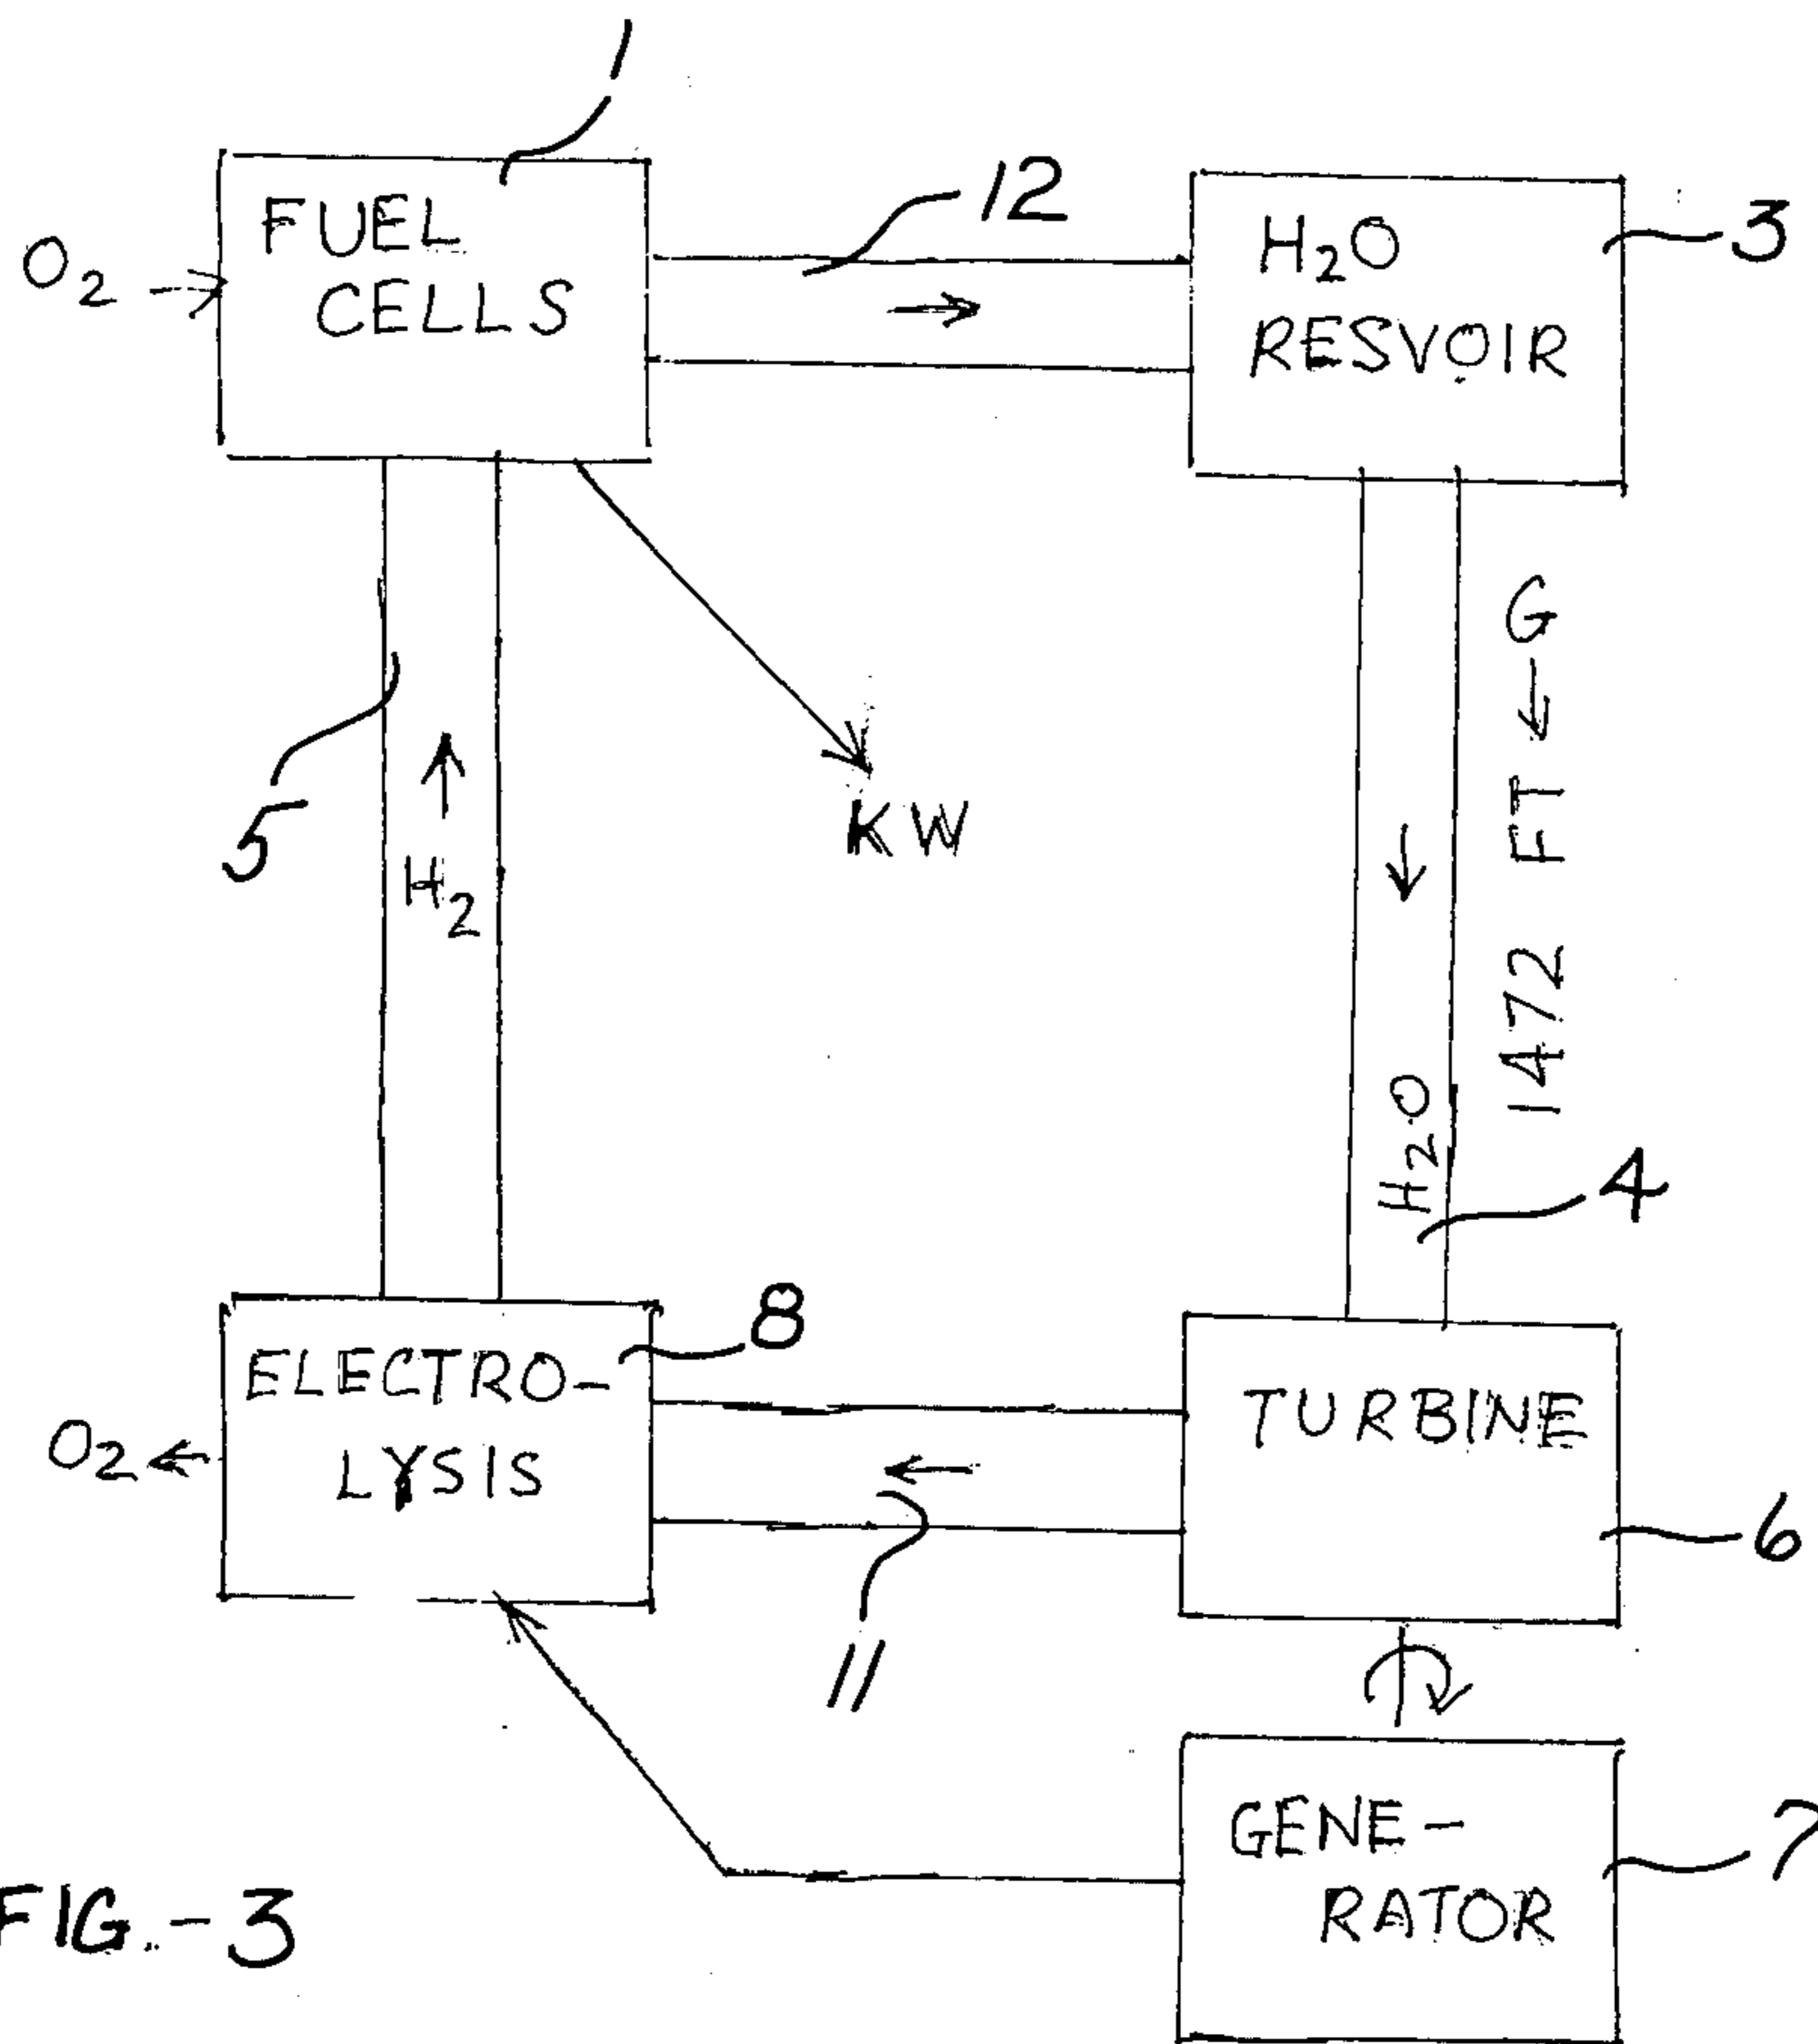 1
FUEL
CELLS
O2
12
H2O
RESVOIR
3
G
1472 FT
KW
5
H2
H2O
4
8
ELECTRO-
LYSIS
O2
TURBINE
6
11
GENE-
RATOR
7
FIG.-3